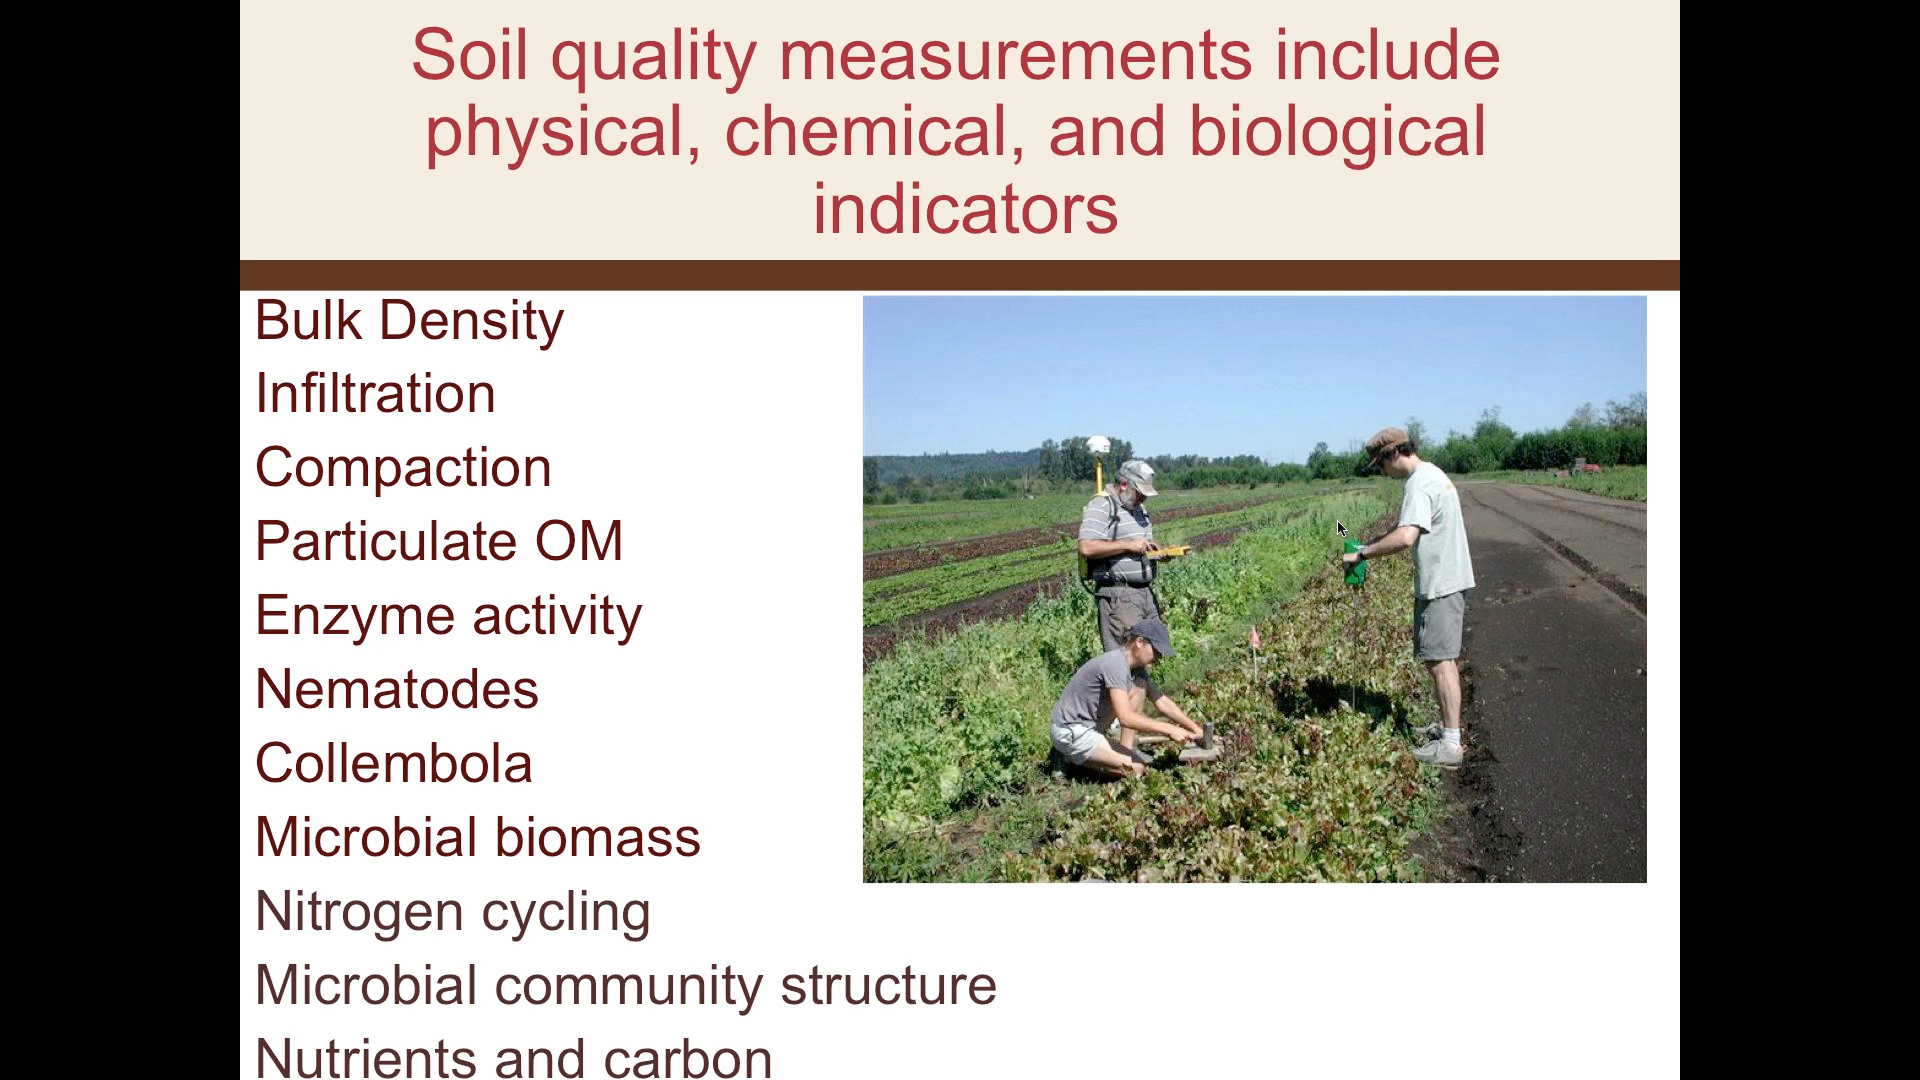 Soil quality measurements include
physical, chemical, and biological
indicators
Bulk Density
Infiltration
Compaction
Particulate OM
Enzyme activity
Nematodes
Collembola
Microbial biomass
Nitrogen cycling
Microbial community structure
Nutrients and carbon